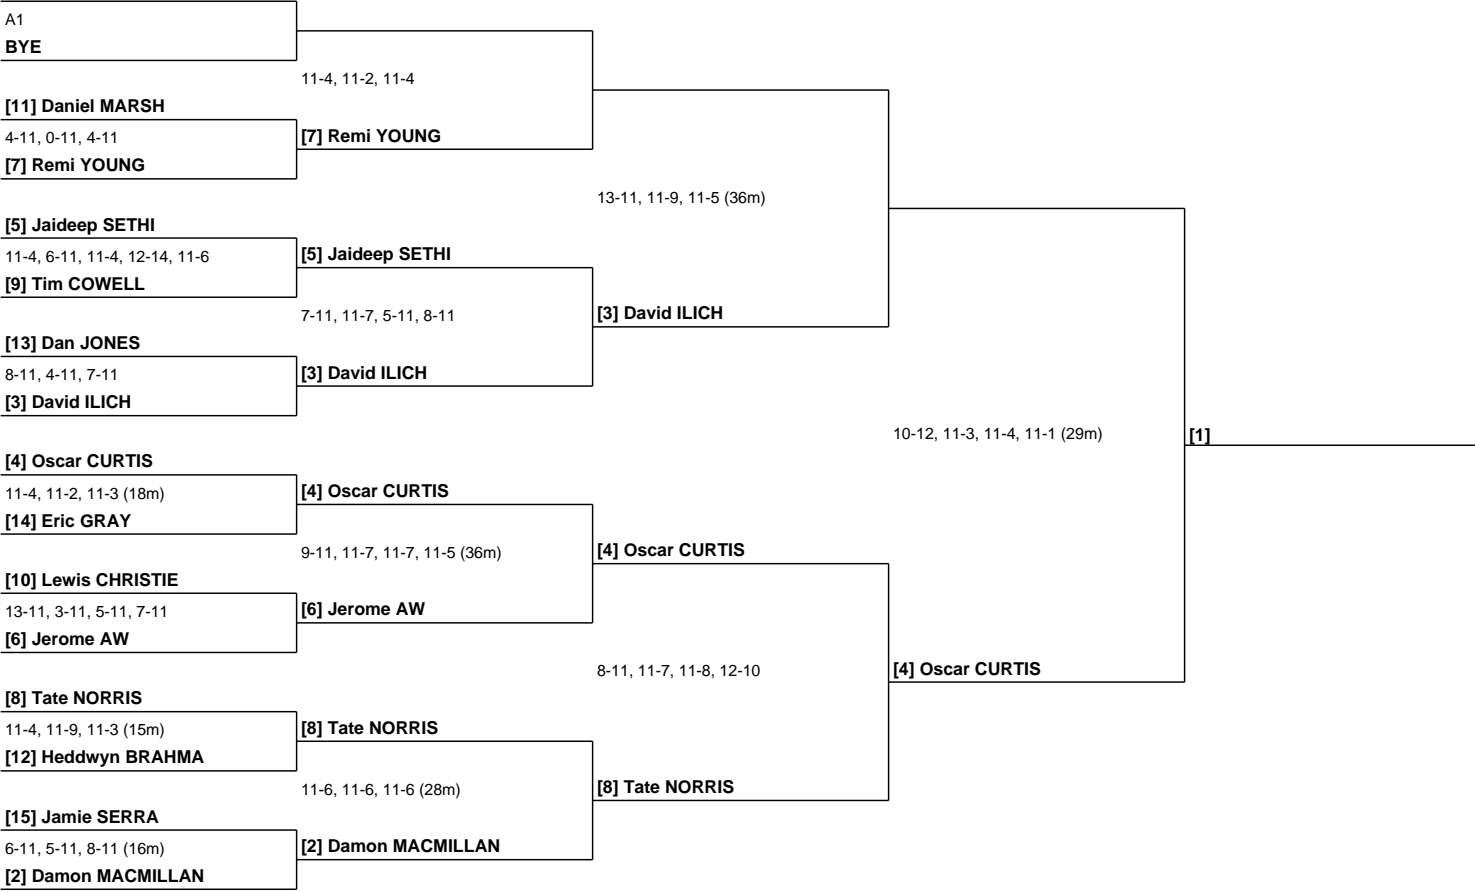 A1
BYE
11-4, 11-2, 11-4
[11] Daniel MARSH
4-11, 0-11, 4-11
[7] Remi YOUNG
[7] Remi YOUNG
13-11, 11-9, 11-5 (36m)
[5] Jaideep SETHI
11-4, 6-11, 11-4, 12-14, 11-6
[5] Jaideep SETHI
[9] Tim COWELL
7-11, 11-7, 5-11, 8-11
[3] David ILICH
[13] Dan JONES
8-11, 4-11, 7-11
[3] David ILICH
[3] David ILICH
10-12, 11-3, 11-4, 11-1 (29m)
[1]
[4] Oscar CURTIS
11-4, 11-2, 11-3 (18m)
[4] Oscar CURTIS
[14] Eric GRAY
9-11, 11-7, 11-7, 11-5 (36m)
[4] Oscar CURTIS
[10] Lewis CHRISTIE
13-11, 3-11, 5-11, 7-11
[6] Jerome AW
[6] Jerome AW
8-11, 11-7, 11-8, 12-10
[4] Oscar CURTIS
[8] Tate NORRIS
11-4, 11-9, 11-3 (15m)
[8] Tate NORRIS
[12] Heddwyn BRAHMA
11-6, 11-6, 11-6 (28m)
[8] Tate NORRIS
[15] Jamie SERRA
6-11, 5-11, 8-11 (16m)
[2] Damon MACMILLAN
[2] Damon MACMILLAN